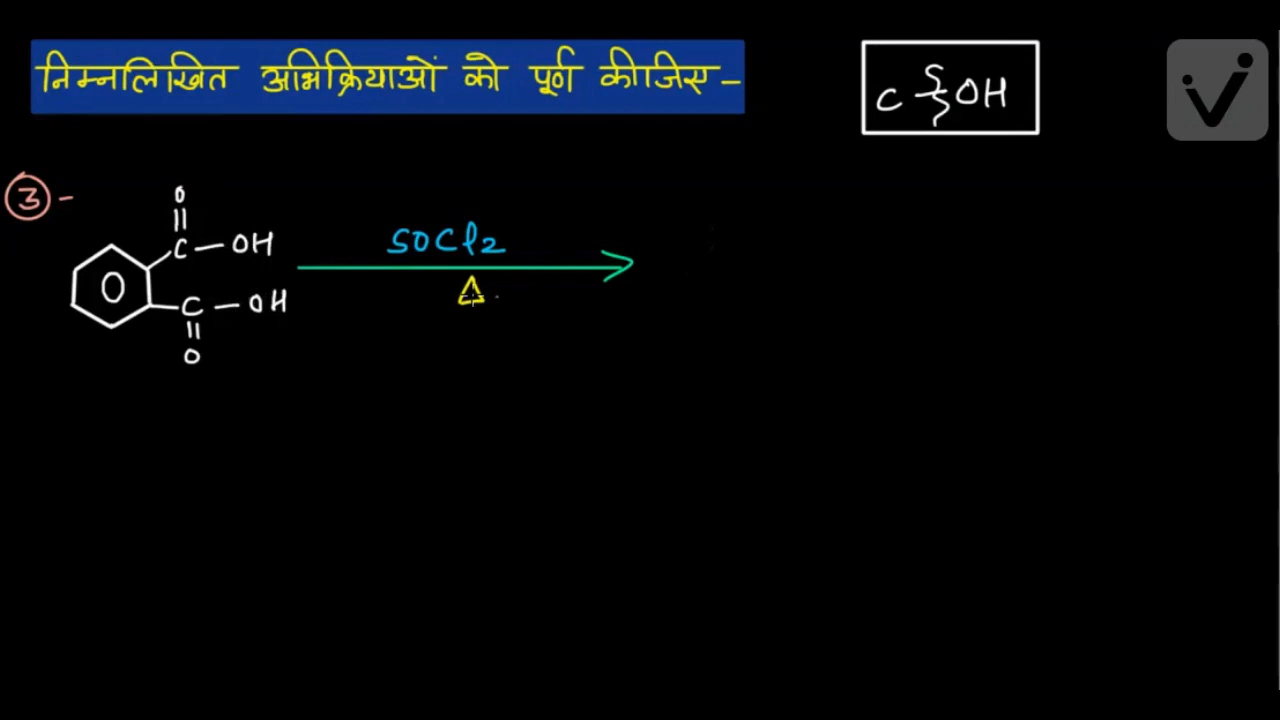 निम्नलिखित अभिक्रियाओं को पूर्ण कीजिए -
C OH
3 -
O
C - OH
SOCl2
Δ
C - OH
O